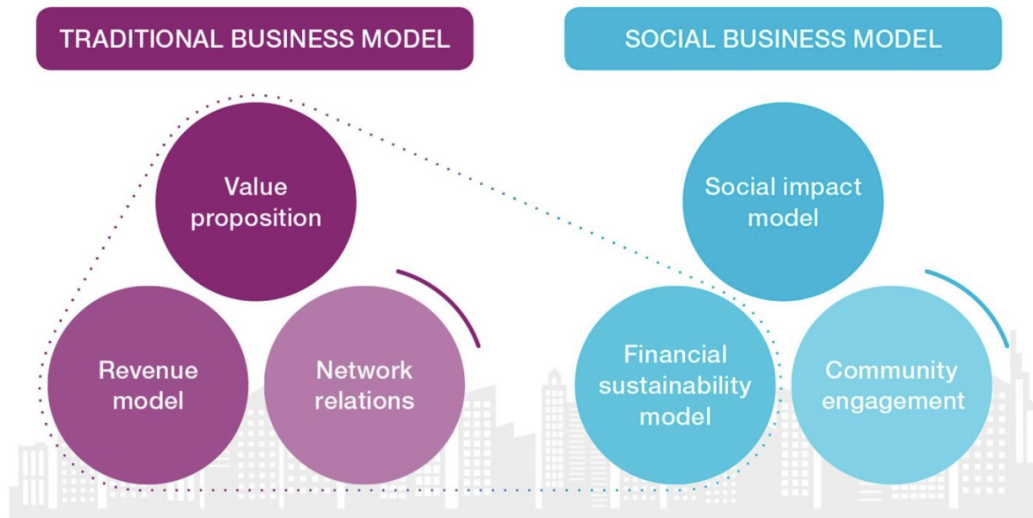 TRADITIONAL BUSINESS MODEL
SOCIAL BUSINESS MODEL
Value
proposition
Revenue
model
Network
relations
Social impact
model
Financial
sustainability
model
Community
engagement